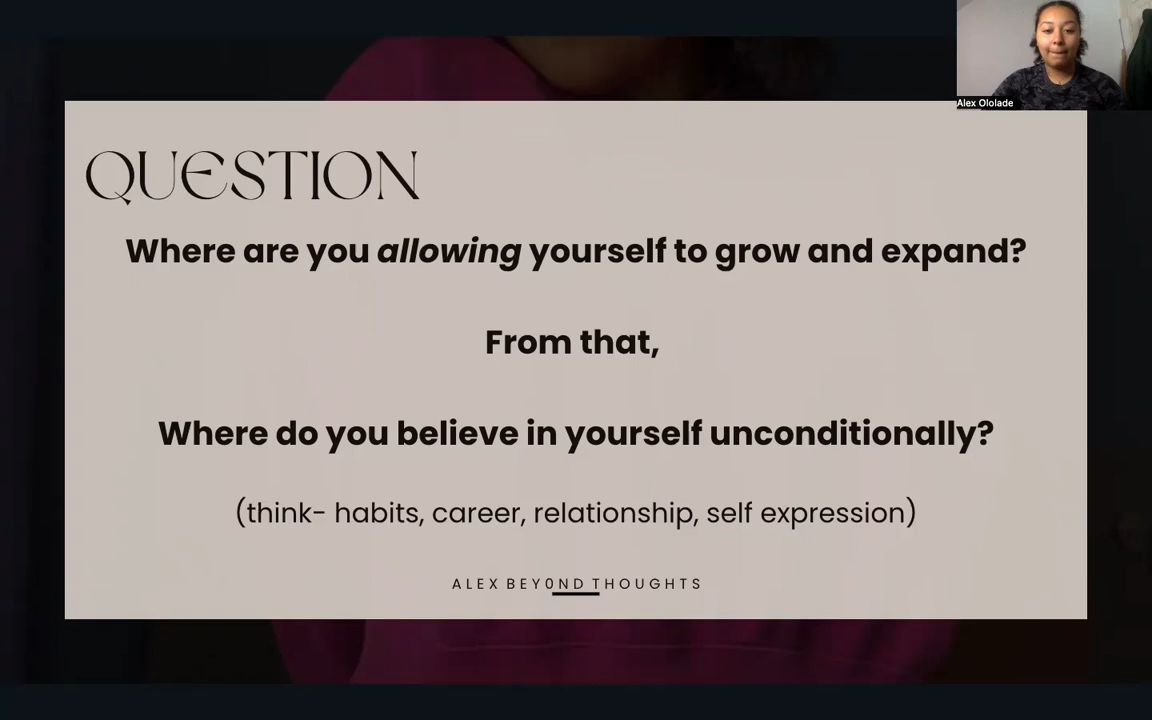 Alex Ololade
QUESTION
Where are you allowing yourself to grow and expand?
From that,
Where do you believe in yourself unconditionally?
(think- habits, career, relationship, self expression)
ALEX BEY0ND THOUGHTS